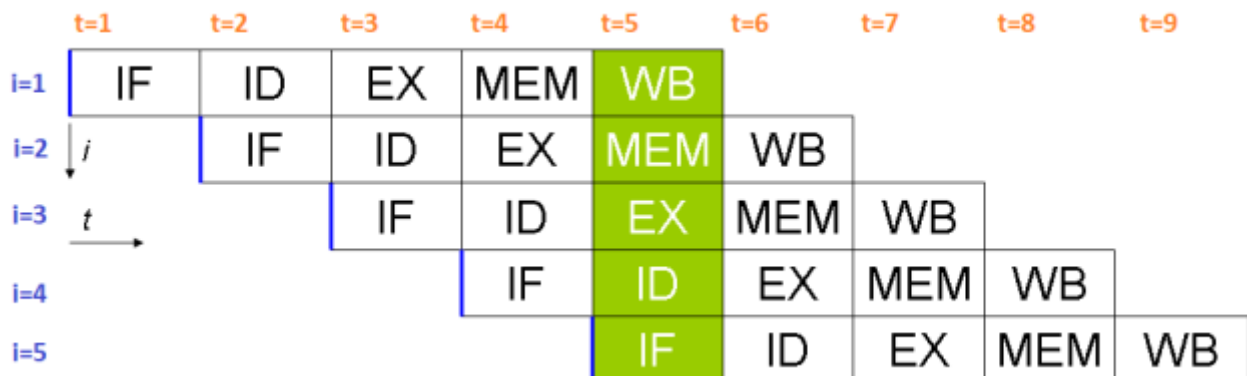 t=1 t=2 t=3 t=4 t=5 t=6 t=7 t=8 t=9
i=1 IF ID EX MEM WB
i=2 i IF ID EX MEM WB
i=3 t IF ID EX MEM WB
i=4 IF ID EX MEM WB
i=5 IF ID EX MEM WB